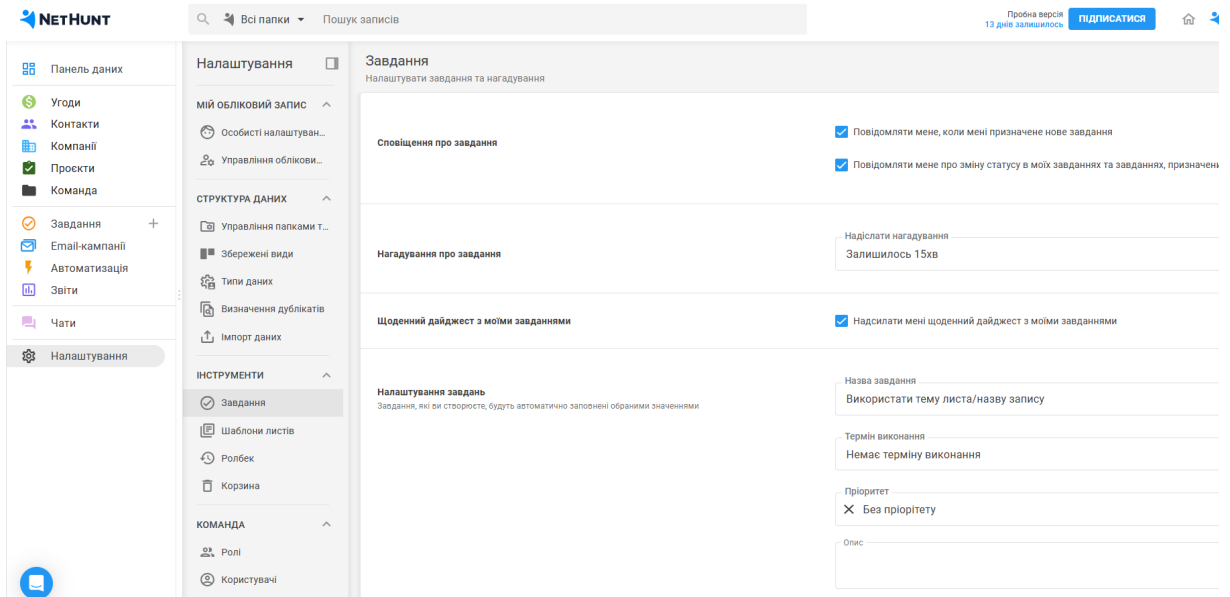 NETHUNT
Всі папки
Пошук записів
Пробна версія
13 днів залишилось
ПІДПИСАТИСЯ
Панель даних
Угоди
Контакти
Компанії
Проєкти
Команда
Завдання
Email-кампанії
Автоматизація
Звіти
Чати
Налаштування
Налаштування
МІЙ ОБЛІКОВИЙ ЗАПИС
Особисті налаштуван...
Управління облікови...
СТРУКТУРА ДАНИХ
Управління папками т...
Збережені види
Типи даних
Визначення дублікатів
Імпорт даних
ІНСТРУМЕНТИ
Завдання
Шаблони листів
Ролбек
Корзина
КОМАНДА
Ролі
Користувачі
Завдання
Налаштувати завдання та нагадування
Сповіщення про завдання
Повідомляти мене, коли мені призначене нове завдання
Повідомляти мене про зміну статусу в моїх завданнях та завданнях, призначени
Нагадування про завдання
Надіслати нагадування
Залишилось 15хв
Щоденний дайджест з моїми завданнями
Надсилати мені щоденний дайджест з моїми завданнями
Налаштування завдань
Завдання, які ви створюєте, будуть автоматично заповнені обраними значеннями
Назва завдання
Використати тему листа/назву запису
Термін виконання
Немає терміну виконання
Пріоритет
Без пріорітету
Опис